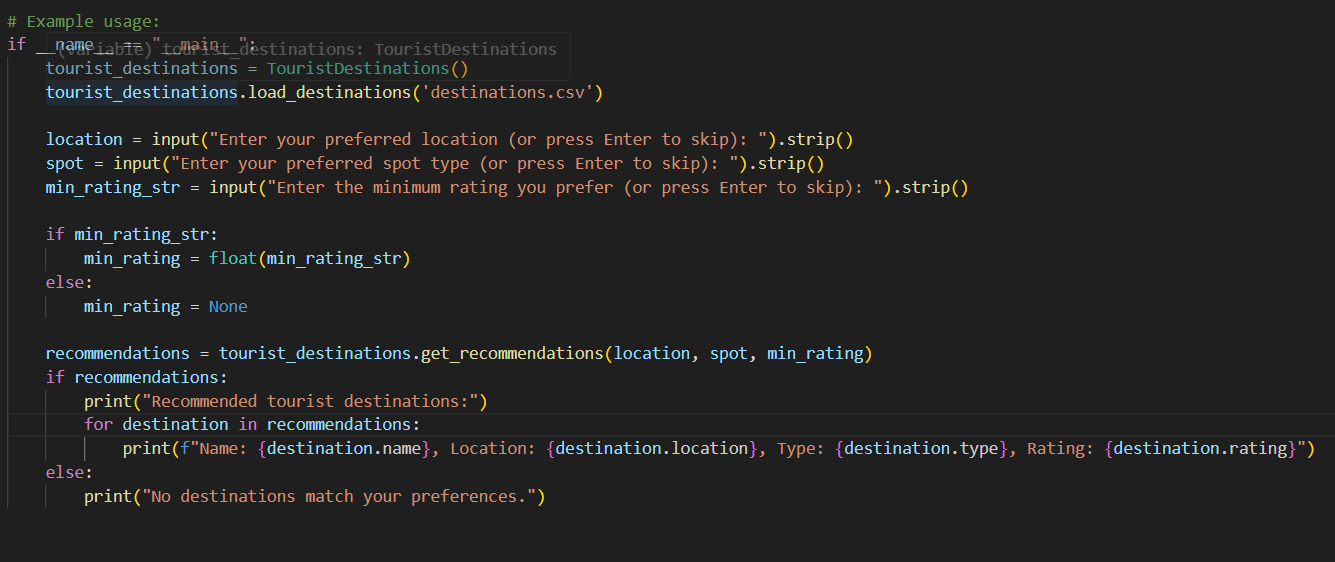 # Example usage:
if __name__ == "__main__":
(variable) tourist_destinations: TouristDestinations
    tourist_destinations = TouristDestinations()
    tourist_destinations.load_destinations('destinations.csv')

    location = input("Enter your preferred location (or press Enter to skip): ").strip()
    spot = input("Enter your preferred spot type (or press Enter to skip): ").strip()
    min_rating_str = input("Enter the minimum rating you prefer (or press Enter to skip): ").strip()

    if min_rating_str:
        min_rating = float(min_rating_str)
    else:
        min_rating = None

    recommendations = tourist_destinations.get_recommendations(location, spot, min_rating)
    if recommendations:
        print("Recommended tourist destinations:")
        for destination in recommendations:
            print(f"Name: {destination.name}, Location: {destination.location}, Type: {destination.type}, Rating: {destination.rating}")
    else:
        print("No destinations match your preferences.")